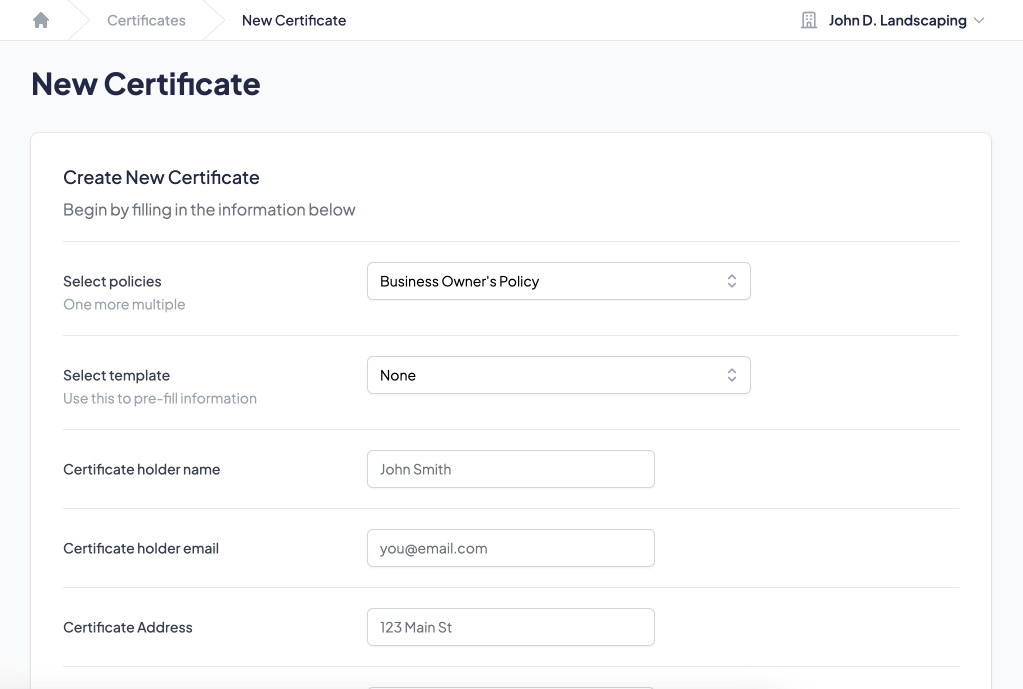 Certificates
New Certificate
John D. Landscaping
New Certificate
Create New Certificate
Begin by filling in the information below
Select policies
One more multiple
Business Owner's Policy
Select template
Use this to pre-fill information
None
Certificate holder name
John Smith
Certificate holder email
you@email.com
Certificate Address
123 Main St